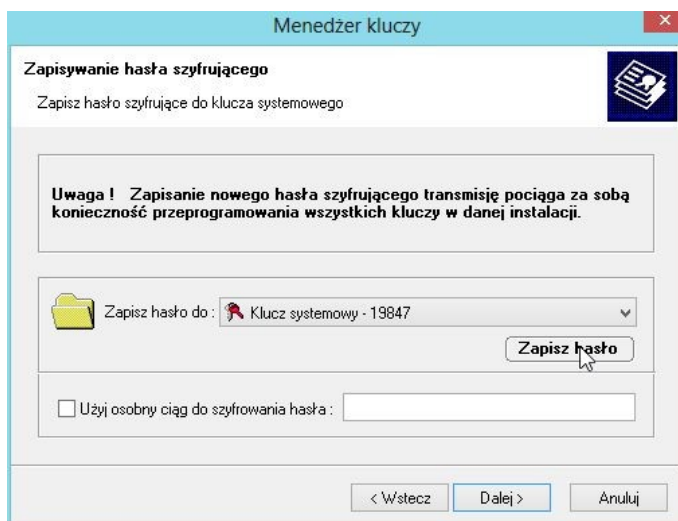 Menedżer kluczy
Zapisywanie hasła szyfrującego
Zapisz hasło szyfrujące do klucza systemowego
Uwaga ! Zapisanie nowego hasła szyfrującego transmisję pociąga za sobą
konieczność przeprogramowania wszystkich kluczy w danej instalacji.
Zapisz hasło do : Klucz systemowy - 19847
Zapisz hasło
Użyj osobny ciąg do szyfrowania hasła :
< Wstecz Dalej > Anuluj